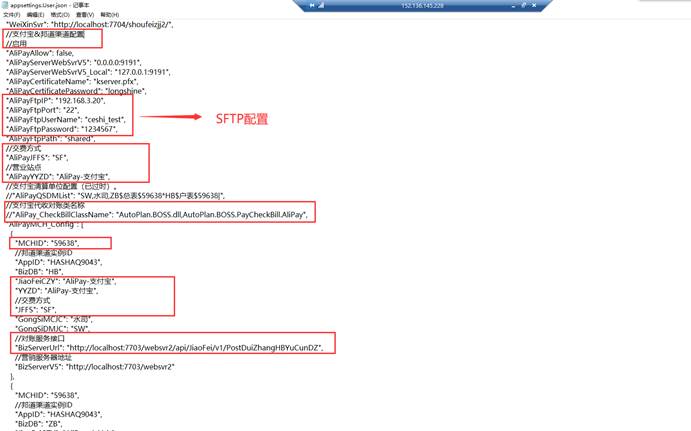 appsettings.User.json - 记事本
文件(F) 编辑(E) 格式(O) 查看(V) 帮助(H)
152.136.145.228
"WeiXinSvr": "http://localhost:7704/shoufeizjj2/",
//支付宝&邦道渠道配置
//启用
"AliPayAllow": false,
"AliPayServerWebSvrV5": "0.0.0.0:9191",
"AliPayServerWebSvrV5_Local": "127.0.0.1:9191",
"AliPayCertificateName": "kserver.pfx",
"AliPayCertificatePassword": "longshine",
"AliPayFtpIP": "192.168.3.20",
"AliPayFtpPort": "22",
"AliPayFtpUserName": "ceshi_test",
"AliPayFtpPassword": "1234567",
SFTP配置
"AliPayFtpPath": "shared",
//交费方式
"AliPayJFFS": "SF",
//营业站点
"AliPayYYZD": "AliPay-支付宝",
//支付宝清算单位配置（已过时）。
//"AliPayQSDMList": "SW,水司,ZB$总表$59638*HB$户表$59638|",
//支付宝代收对账类名称
//"AliPay_CheckBillClassName": "AutoPlan.BOSS.dll,AutoPlan.BOSS.PayCheckBill.AliPay",
"AliPayMCH_Config": [
{
"MCHID": "59638",
//邦道渠道实例ID
"AppID": "HASHAQ9043",
"BizDB": "HB",
"JiaoFeiCZY": "AliPay-支付宝",
"YYZD": "AliPay-支付宝",
//交费方式
"JFFS": "SF",
"GongSiMCJC": "水司",
"GongSiDMJC": "SW",
//对账服务接口
"BizServerUrl": "http://localhost:7703/websvr2/api/JiaoFei/v1/PostDuiZhangHBYuCunDZ",
//营销服务器地址
"BizServerV5": "http://localhost:7703/websvr2"
},
{
"MCHID": "59638",
//邦道渠道实例ID
"AppID": "HASHAQ9043",
"BizDB": "ZB",